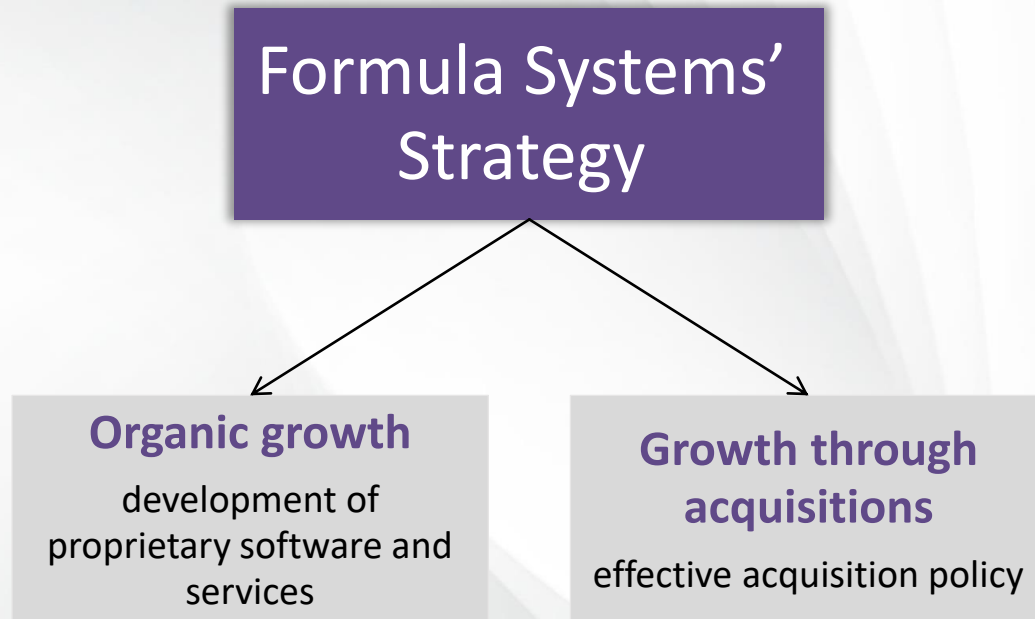 Formula Systems’
Strategy
Organic growth
development of
proprietary software and
services
Growth through
acquisitions
effective acquisition policy